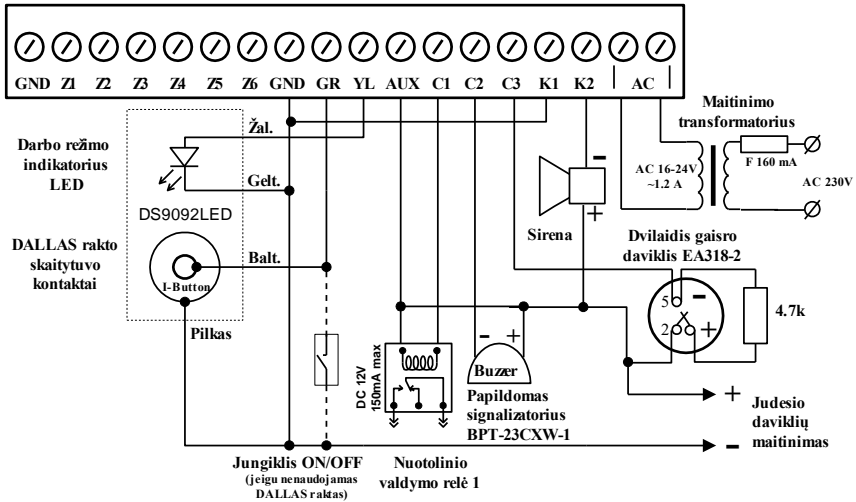 GND Z1 Z2 Z3 Z4 Z5 Z6 GND GR YL AUX C1 C2 C3 K1 K2 AC
Darbo režimo
indikatorius
LED
Žal.
Gelt.
DS9092LED
DALLAS rakto
skaitytuvo
kontaktai
I-Button
Balt.
Pilkas
Jungiklis ON/OFF
(jeigu nenaudojamas
DALLAS raktas)
DC 12V
150mA max
Nuotolinio
valdymo relė 1
- +
Buzzer
Papildomas
signalizatorius
BPT-23CXW-1
-
+
Sirena
Maitinimo
transformatorius
AC 16-24V
~1.2 A
F 160 mA
AC 230V
Dvilaidis gaisro
daviklis EA318-2
5 -
2 +
4.7k
+
Judesio
daviklių
maitinimas
-